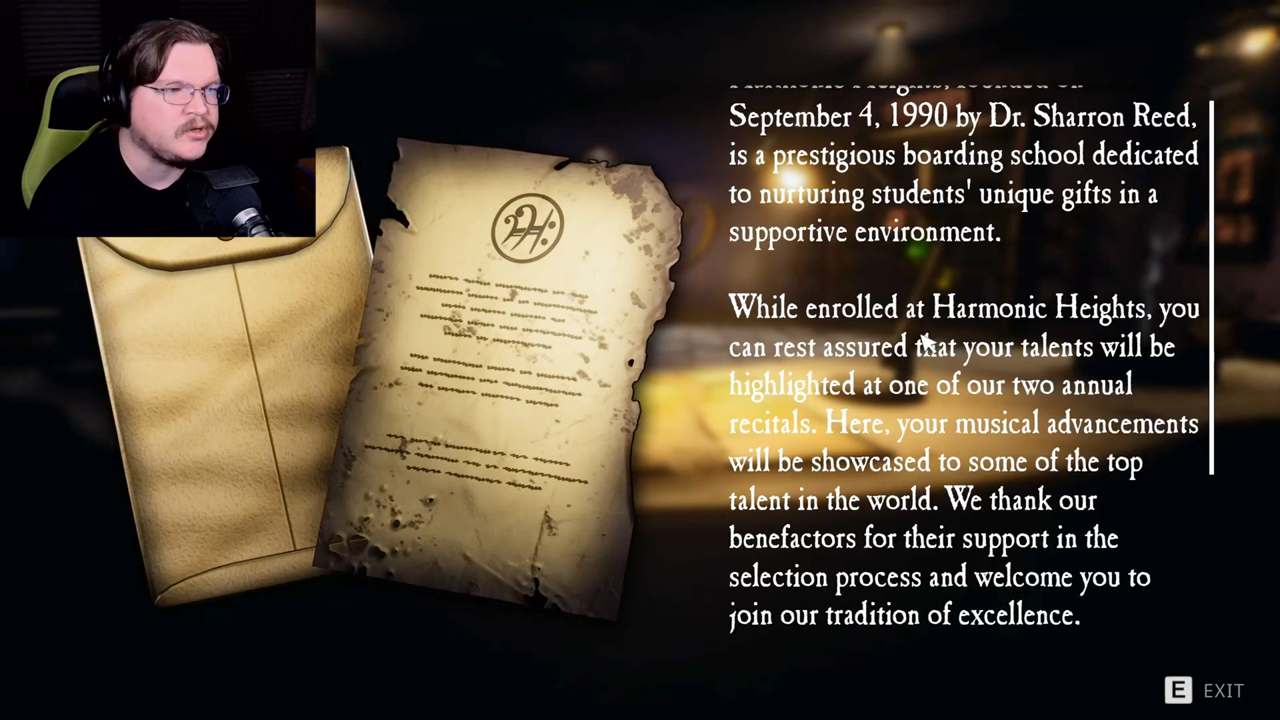 September 4, 1990 by Dr. Sharron Reed,
is a prestigious boarding school dedicated
to nurturing students' unique gifts in a
supportive environment.
While enrolled at Harmonic Heights, you
can rest assured that your talents will be
highlighted at one of our two annual
recitals. Here, your musical advancements
will be showcased to some of the top
talent in the world. We thank our
benefactors for their support in the
selection process and welcome you to
join our tradition of excellence.
E EXIT